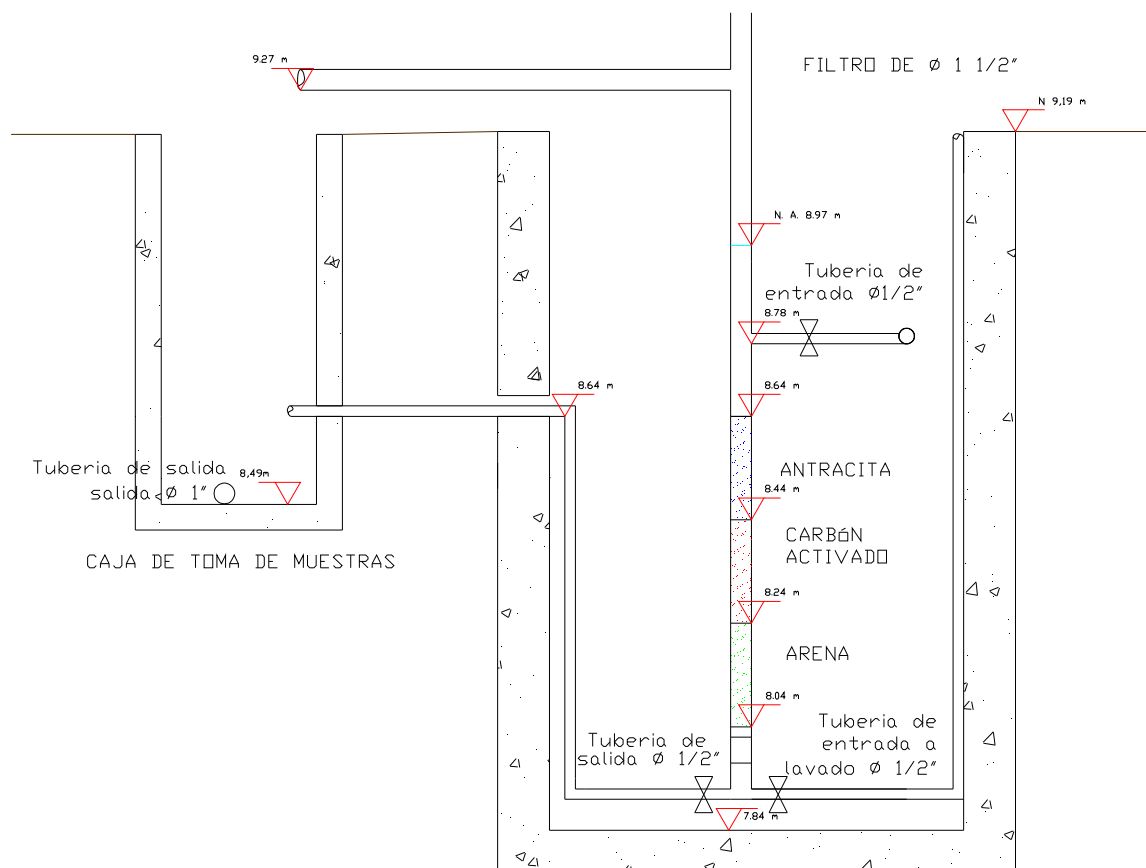 9.27 m
FILTRO DE Ø 1 1/2"
N 9,19 m
N. A. 8.97 m
Tuberia de
entrada Ø1/2"
8.78 m
8.64 m
8.64 m
Tuberia de salida
salida Ø 1"
8,49m
ANTRACITA
8.44 m
CARBóN
ACTIVADO
CAJA DE TOMA DE MUESTRAS
8.24 m
ARENA
8.04 m
Tuberia de
salida Ø 1/2"
Tuberia de
entrada a
lavado Ø 1/2"
7.84 m